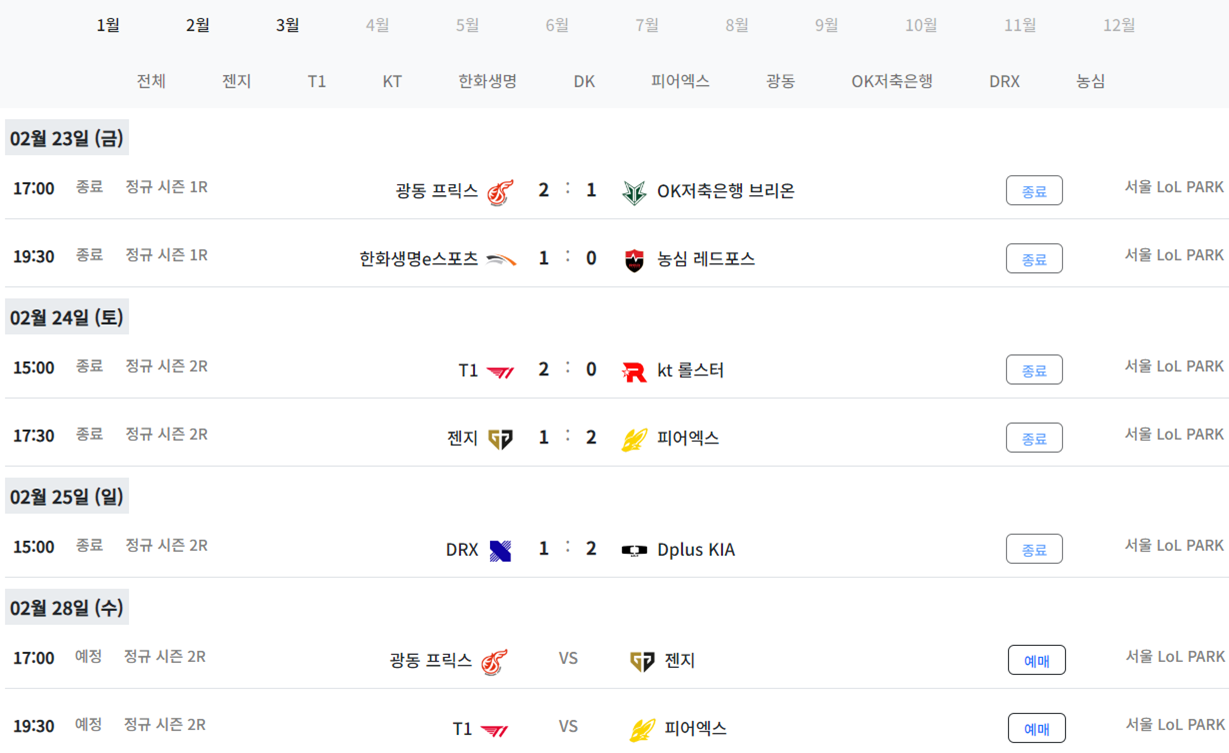 1월 2월 3월 4월 5월 6월 7월 8월 9월 10월 11월 12월
전체 젠지 T1 KT 한화생명 DK 피어엑스 광동 OK저축은행 DRX 농심
02월 23일 (금)
17:00 종료 정규 시즌 1R 광동 프릭스 2 : 1 OK저축은행 브리온 종료 서울 LoL PARK
19:30 종료 정규 시즌 1R 한화생명e스포츠 1 : 0 농심 레드포스 종료 서울 LoL PARK
02월 24일 (토)
15:00 종료 정규 시즌 2R T1 2 : 0 kt 롤스터 종료 서울 LoL PARK
17:30 종료 정규 시즌 2R 젠지 1 : 2 피어엑스 종료 서울 LoL PARK
02월 25일 (일)
15:00 종료 정규 시즌 2R DRX 1 : 2 Dplus KIA 종료 서울 LoL PARK
02월 28일 (수)
17:00 예정 정규 시즌 2R 광동 프릭스 VS 젠지 예매 서울 LoL PARK
19:30 예정 정규 시즌 2R T1 VS 피어엑스 예매 서울 LoL PARK